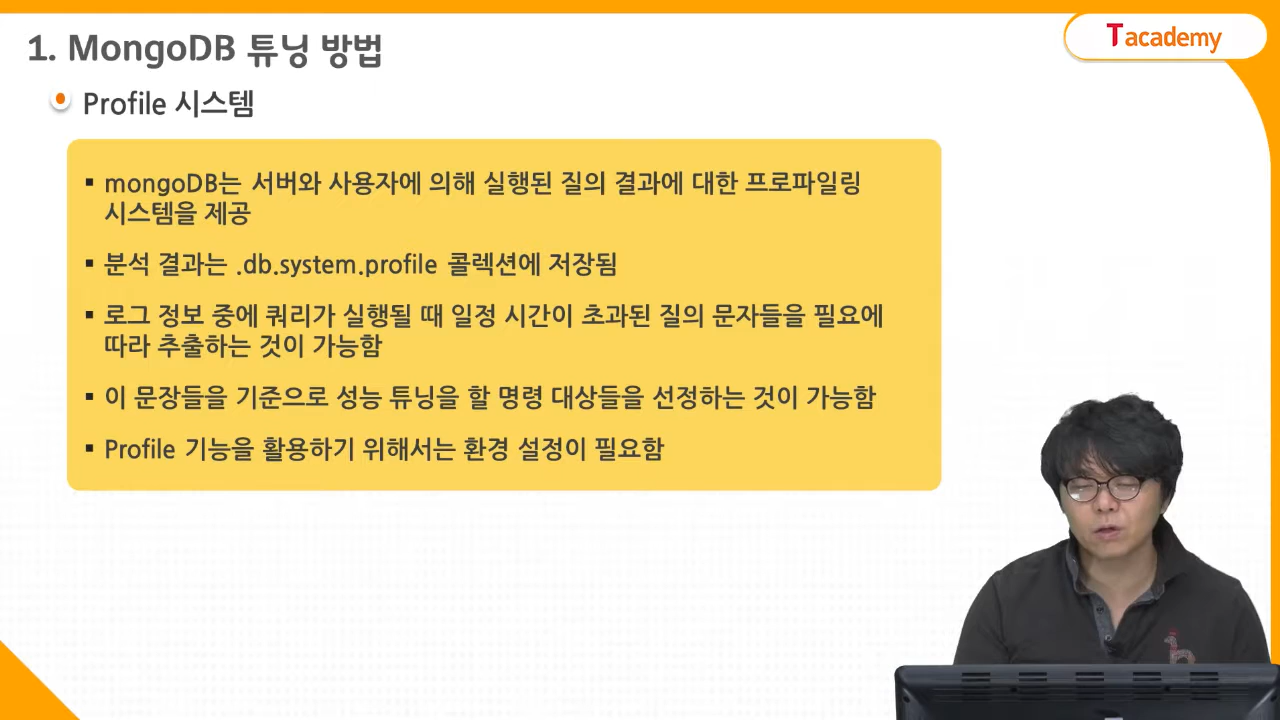 1. MongoDB 튜닝 방법
Tacademy
Profile 시스템
▪ mongoDB는 서버와 사용자에 의해 실행된 질의 결과에 대한 프로파일링
시스템을 제공
▪ 분석 결과는 .db.system.profile 콜렉션에 저장됨
▪ 로그 정보 중에 쿼리가 실행될 때 일정 시간이 초과된 질의 문자들을 필요에
따라 추출하는 것이 가능함
▪ 이 문장들을 기준으로 성능 튜닝을 할 명령 대상들을 선정하는 것이 가능함
▪ Profile 기능을 활용하기 위해서는 환경 설정이 필요함